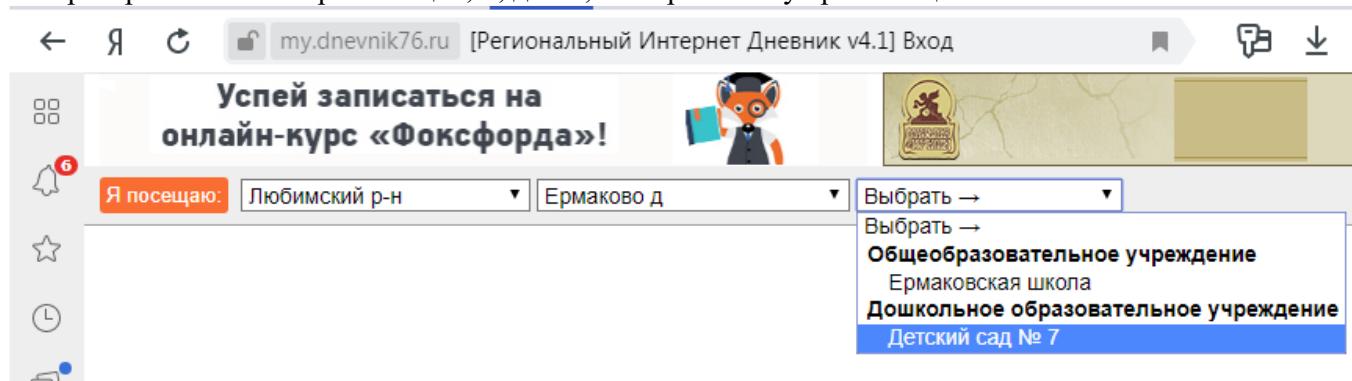 my.dnevnik76.ru [Региональный Интернет Дневник v4.1] Вход
Успей записаться на
онлайн-курс «Фоксфорда»!
6
Я посещаю: Любимский р-н Ермаково д Выбрать →
Выбрать →
Общеобразовательное учреждение
Ермаковская школа
Дошкольное образовательное учреждение
Детский сад № 7